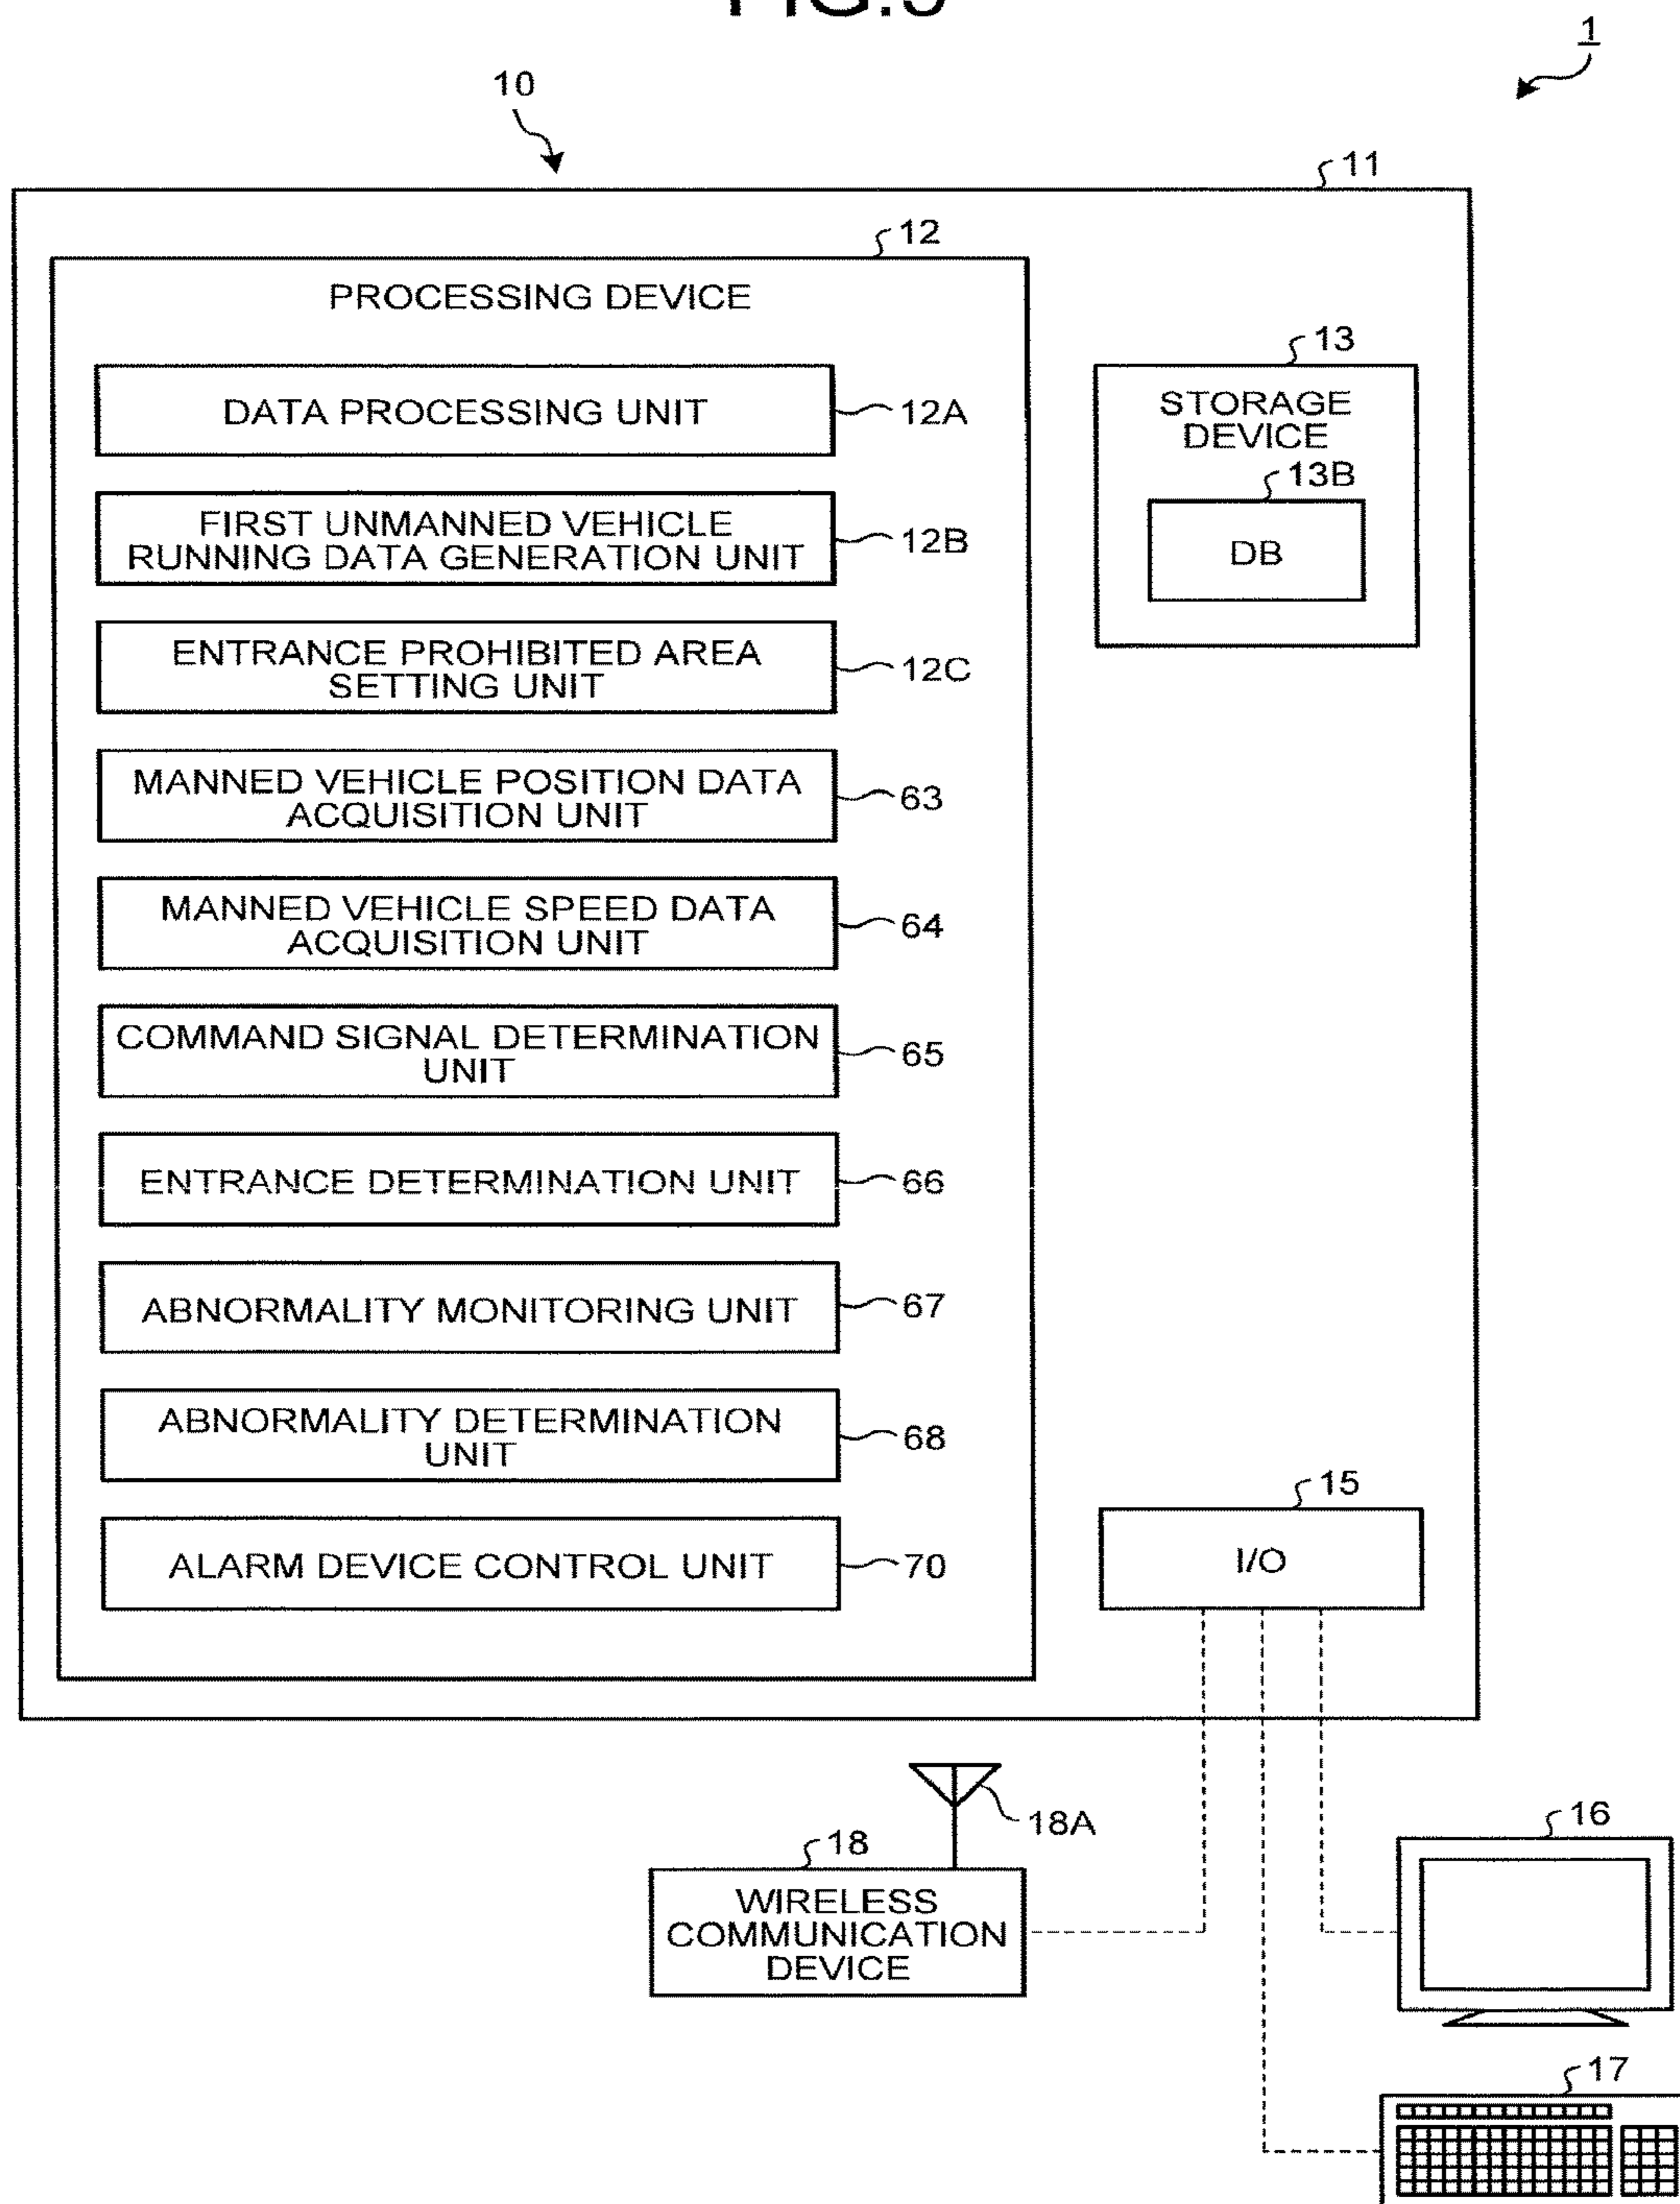 FIG.
1
10
11
12
PROCESSING DEVICE
DATA PROCESSING UNIT
12A
FIRST UNMANNED VEHICLE
RUNNING DATA GENERATION UNIT
12B
ENTRANCE PROHIBITED AREA
SETTING UNIT
12C
MANNED VEHICLE POSITION DATA
ACQUISITION UNIT
63
MANNED VEHICLE SPEED DATA
ACQUISITION UNIT
64
COMMAND SIGNAL DETERMINATION
UNIT
65
ENTRANCE DETERMINATION UNIT
66
ABNORMALITY MONITORING UNIT
67
ABNORMALITY DETERMINATION
UNIT
68
ALARM DEVICE CONTROL UNIT
70
13
STORAGE
DEVICE
13B
DB
15
I/O
18A
18
WIRELESS
COMMUNICATION
DEVICE
16
17